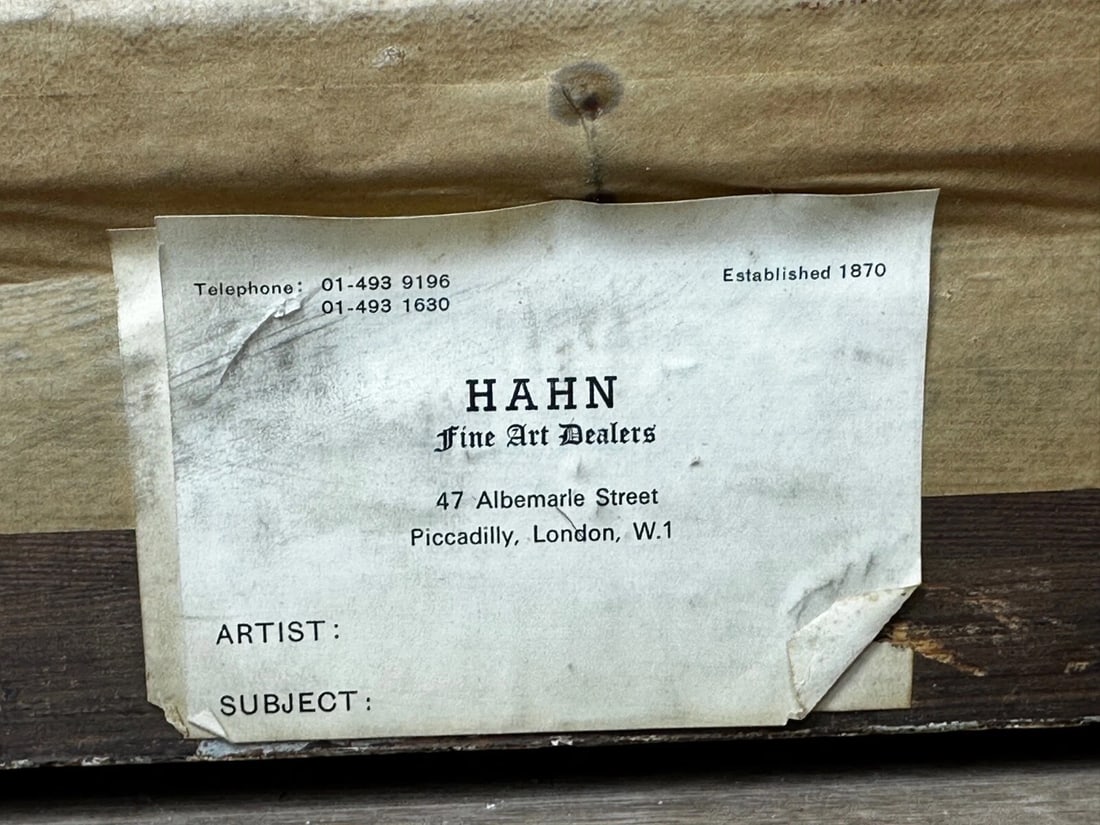 Telephone: 01-493 9196
01-493 1630
Established 1870
HAHN
Fine Art Dealers
47 Albemarle Street
Piccadilly, London, W.1
ARTIST:
SUBJECT: